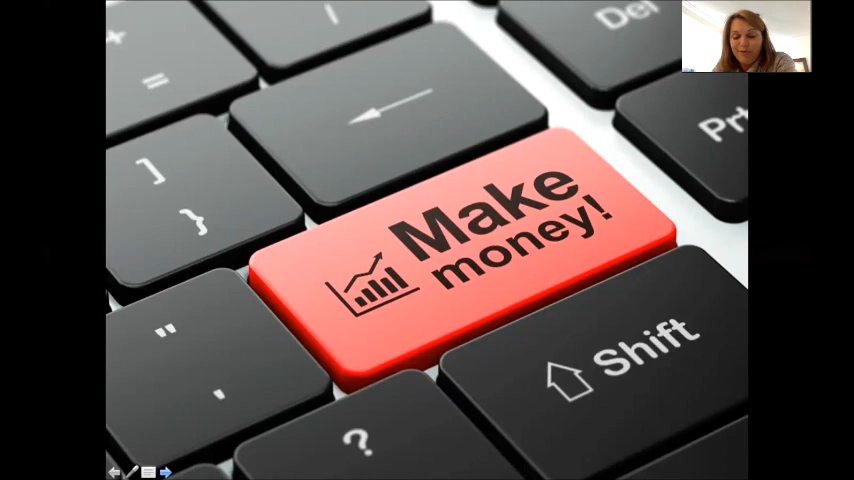 +
=
/
Del
]
}
Prt
Make
money!
"
'
Shift
?